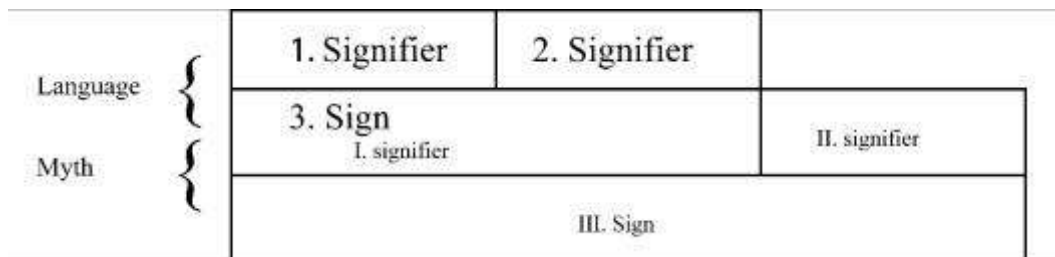 1. Signifier 2. Signifier
Language
3. Sign
I. signifier II. signifier
Myth
III. Sign